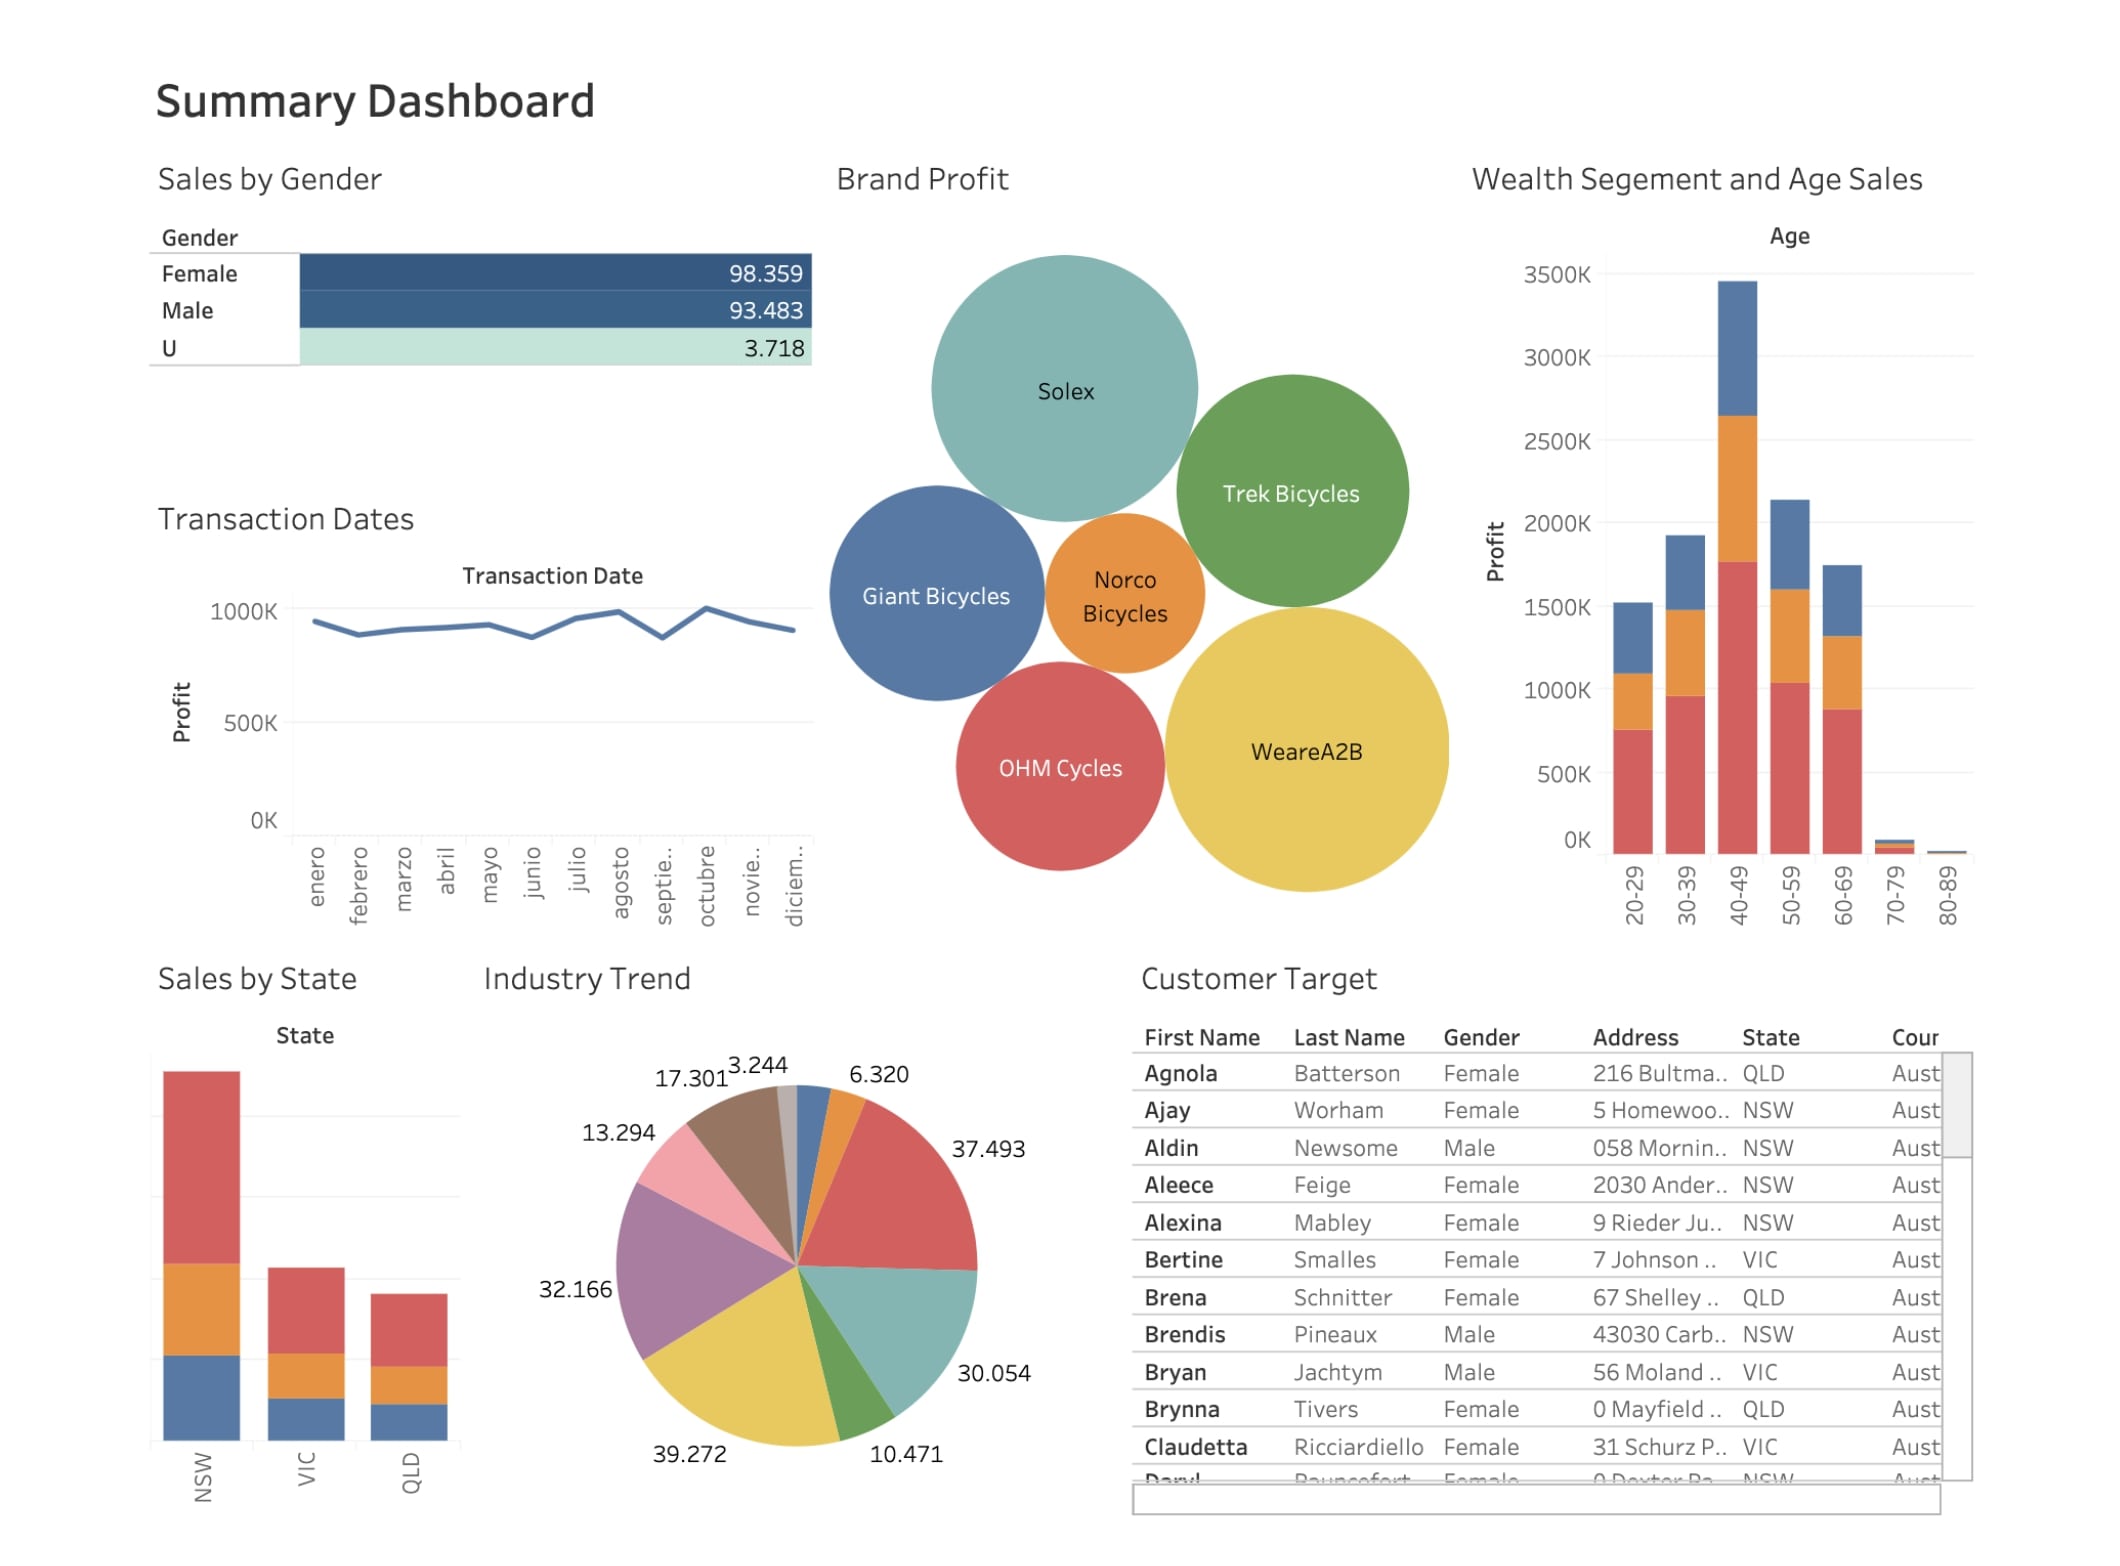 Summary Dashboard
Sales by Gender
Gender
Female 98.359
Male 93.483
U 3.718
Transaction Dates
Transaction Date
Profit
1000K
500K
0K
enero
febrero
marzo
abril
mayo
junio
julio
agosto
septie..
octubre
novie..
diciem..
Brand Profit
Solex
Trek Bicycles
Giant Bicycles
Norco
Bicycles
OHM Cycles
WeareA2B
Wealth Segement and Age Sales
Age
Profit
3500K
3000K
2500K
2000K
1500K
1000K
500K
0K
20-29
30-39
40-49
50-59
60-69
70-79
80-89
Sales by State
State
NSW
VIC
QLD
Industry Trend
3.244
6.320
17.301
37.493
13.294
32.166
30.054
39.272
10.471
Customer Target
First Name Last Name Gender Address State Cour
Agnola Batterson Female 216 Bultma.. QLD Aust
Ajay Worham Female 5 Homewoo.. NSW Aust
Aldin Newsome Male 058 Mornin.. NSW Aust
Aleece Feige Female 2030 Ander.. NSW Aust
Alexina Mabley Female 9 Rieder Ju.. NSW Aust
Bertine Smalles Female 7 Johnson .. VIC Aust
Brena Schnitter Female 67 Shelley .. QLD Aust
Brendis Pineaux Male 43030 Carb.. NSW Aust
Bryan Jachtym Male 56 Moland .. VIC Aust
Brynna Tivers Female 0 Mayfield .. QLD Aust
Claudetta Ricciardiello Female 31 Schurz P.. VIC Aust
Female NSW Aust